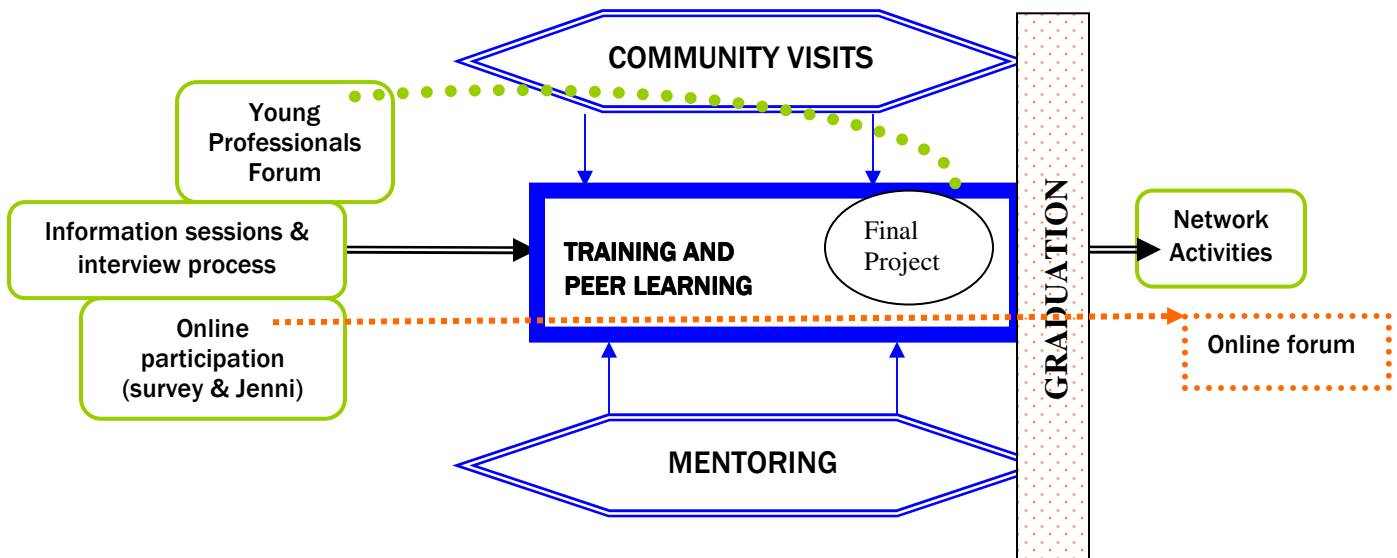 COMMUNITY VISITS
Young
Professionals
Forum
Information sessions &
interview process
Online
participation
(survey & Jenni)
TRAINING AND
PEER LEARNING
Final
Project
MENTORING
GRADUATION
Network
Activities
Online forum